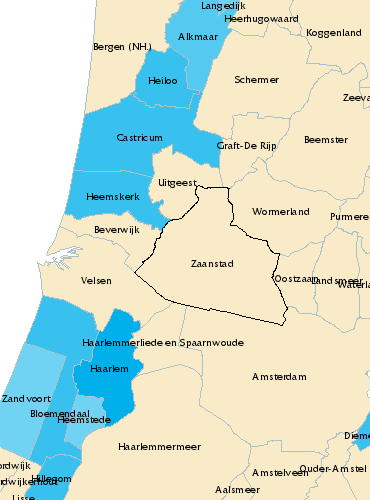 Langedijk
Heerhugowaard
Koggenland
Alkmaar
Bergen (NH.)
Heiloo
Schermer
Zeeva
Castricum
Graft-De Rijp
Beemster
Uitgeest
Heemskerk
Wormerland
Purmere
Beverwijk
Zaanstad
Velsen
Oostzaan
Landsmeer
Waterla
Haarlemmerliede en Spaarnwoude
Haarlem
Amsterdam
Zandvoort
Bloemendaal
Heemstede
Dieme
Haarlemmermeer
ordwijk
Ouder-Amstel
Amstelveen
Hillegom
rdwijkerhout
Aalsmeer
Lisse